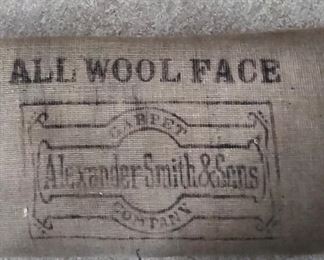 ALL WOOL FACE
CARPET
Alexander Smith & Sons
COMPANY